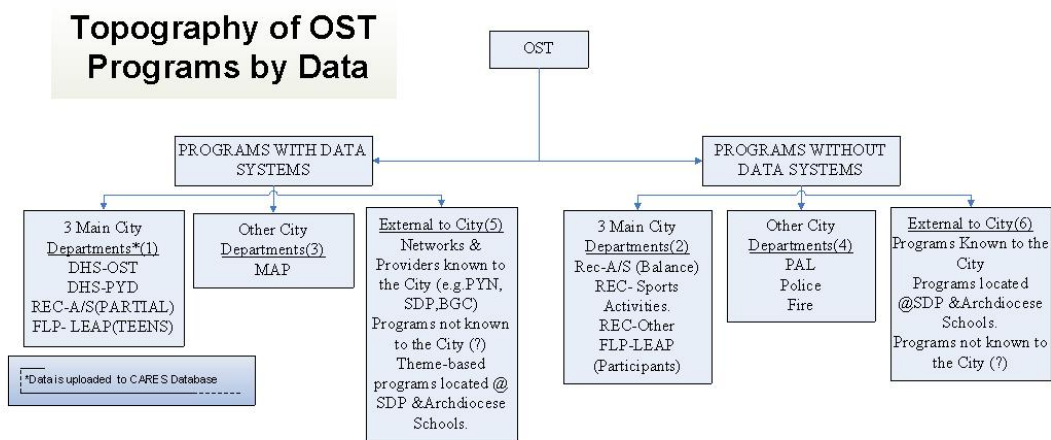 Topography of OST
Programs by Data
OST
PROGRAMS WITH DATA
SYSTEMS
PROGRAMS WITHOUT
DATA SYSTEMS
3 Main City
Departments*(1)
DHS-OST
DHS-PYD
REC-A/S(PARTIAL)
FLP- LEAP(TEENS)
Other City
Departments(3)
MAP
External to City(5)
Networks &
Providers known to
the City (e.g.PYN,
SDP,BGC)
Programs not known
to the City (?)
Theme-based
programs located @
SDP &Archdiocese
Schools.
3 Main City
Departments(2)
Rec-A/S (Balance)
REC- Sports
Activities.
REC-Other
FLP-LEAP
(Participants)
Other City
Departments(4)
PAL
Police
Fire
External to City(6)
Programs Known to the
City
Programs located
@SDP &Archdiocese
Schools.
Programs not known to
the City (?)
*Data is uploaded to CARES Database